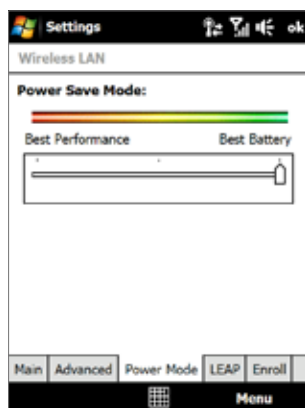 Settings ok
Wireless LAN
Power Save Mode:
Best Performance Best Battery
Main Advanced Power Mode LEAP Enroll
Menu